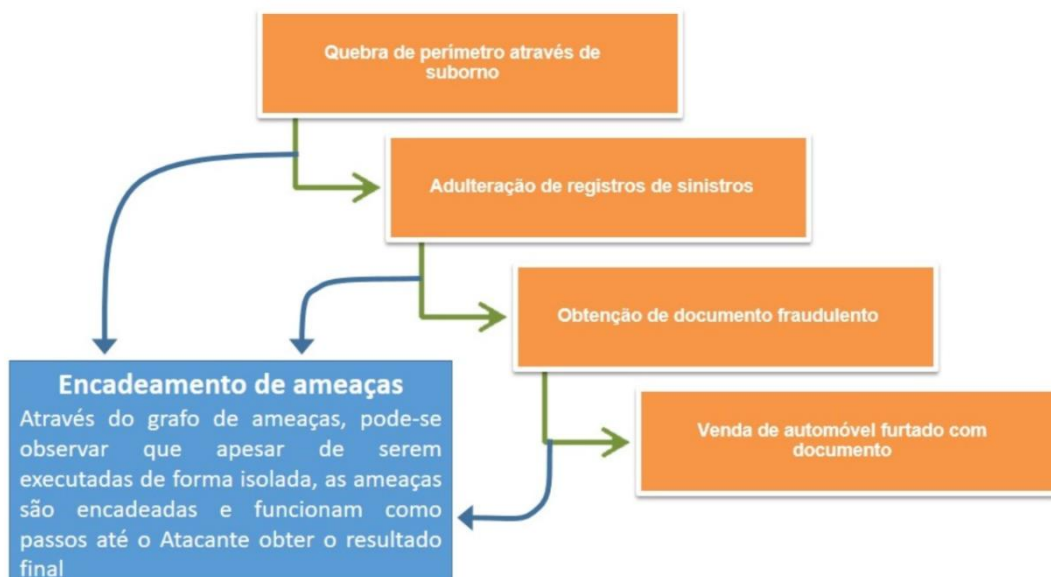 Quebra de perímetro através de
suborno
Adulteração de registros de sinistros
Obtenção de documento fraudulento
Venda de automóvel furtado com
documento
Encadeamento de ameaças
Através do grafo de ameaças, pode-se
observar que apesar de serem
executadas de forma isolada, as ameaças
são encadeadas e funcionam como
passos até o Atacante obter o resultado
final